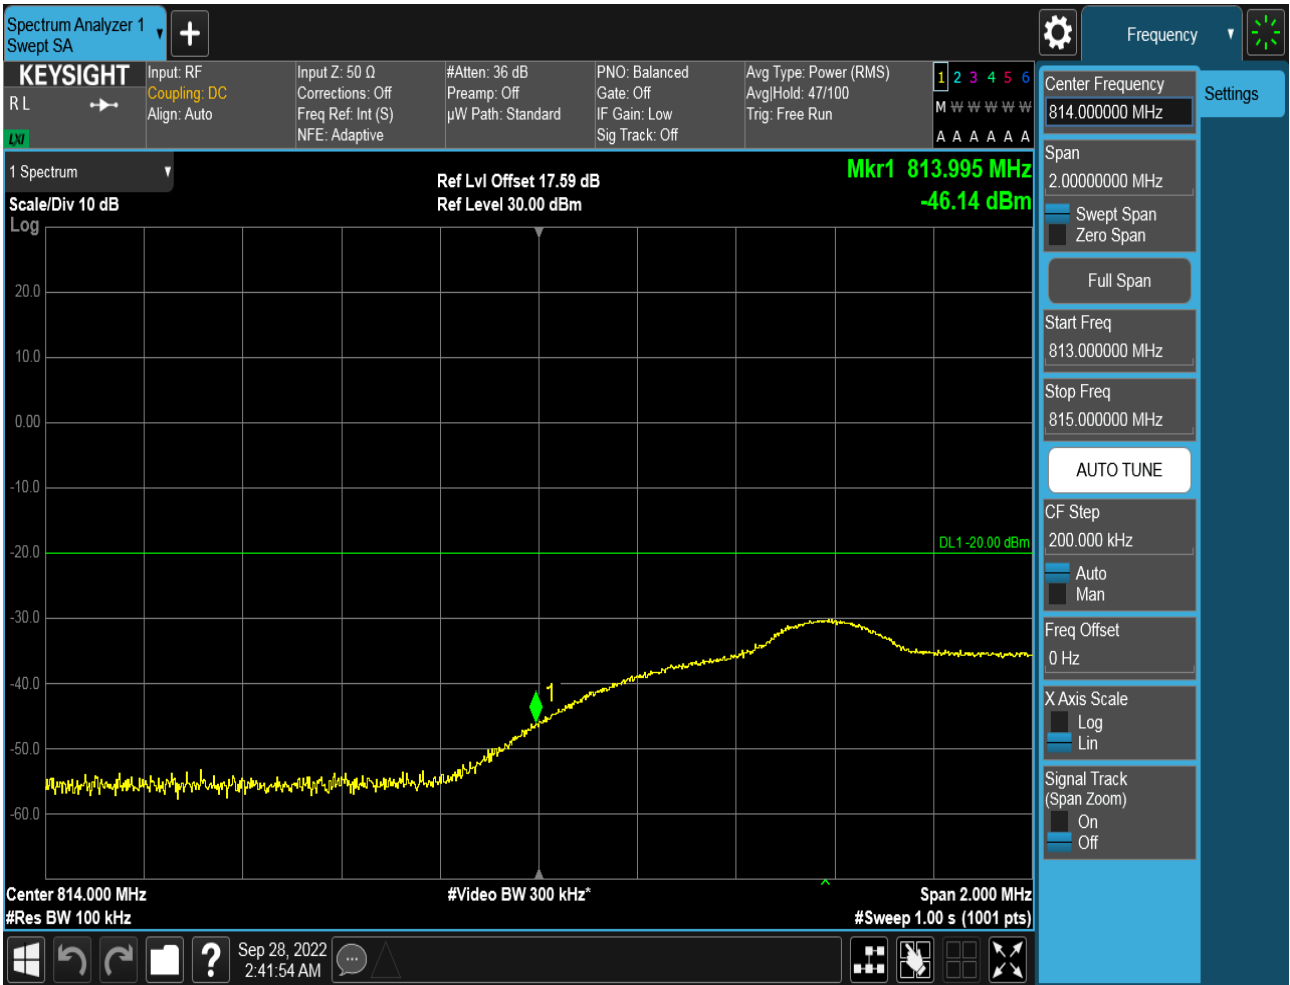 Spectrum Analyzer 1
Swept SA
+
Frequency
KEYSIGHT
R L
LXI
Input: RF
Coupling: DC
Align: Auto
Input Z: 50 Ω
Corrections: Off
Freq Ref: Int (S)
NFE: Adaptive
#Atten: 36 dB
Preamp: Off
µW Path: Standard
PNO: Balanced
Gate: Off
IF Gain: Low
Sig Track: Off
Avg Type: Power (RMS)
Avg|Hold: 47/100
Trig: Free Run
1 2 3 4 5 6
M W W W W W
A A A A A A
1 Spectrum
Scale/Div 10 dB
Log
Ref Lvl Offset 17.59 dB
Ref Level 30.00 dBm
Mkr1 813.995 MHz
-46.14 dBm
20.0
10.0
0.00
-10.0
-20.0
DL1 -20.00 dBm
-30.0
-40.0
1
-50.0
-60.0
Center 814.000 MHz
#Video BW 300 kHz*
Span 2.000 MHz
#Res BW 100 kHz
#Sweep 1.00 s (1001 pts)
?
Sep 28, 2022
2:41:54 AM
Center Frequency
814.000000 MHz
Settings
Span
2.00000000 MHz
Swept Span
Zero Span
Full Span
Start Freq
813.000000 MHz
Stop Freq
815.000000 MHz
AUTO TUNE
CF Step
200.000 kHz
Auto
Man
Freq Offset
0 Hz
X Axis Scale
Log
Lin
Signal Track
(Span Zoom)
On
Off